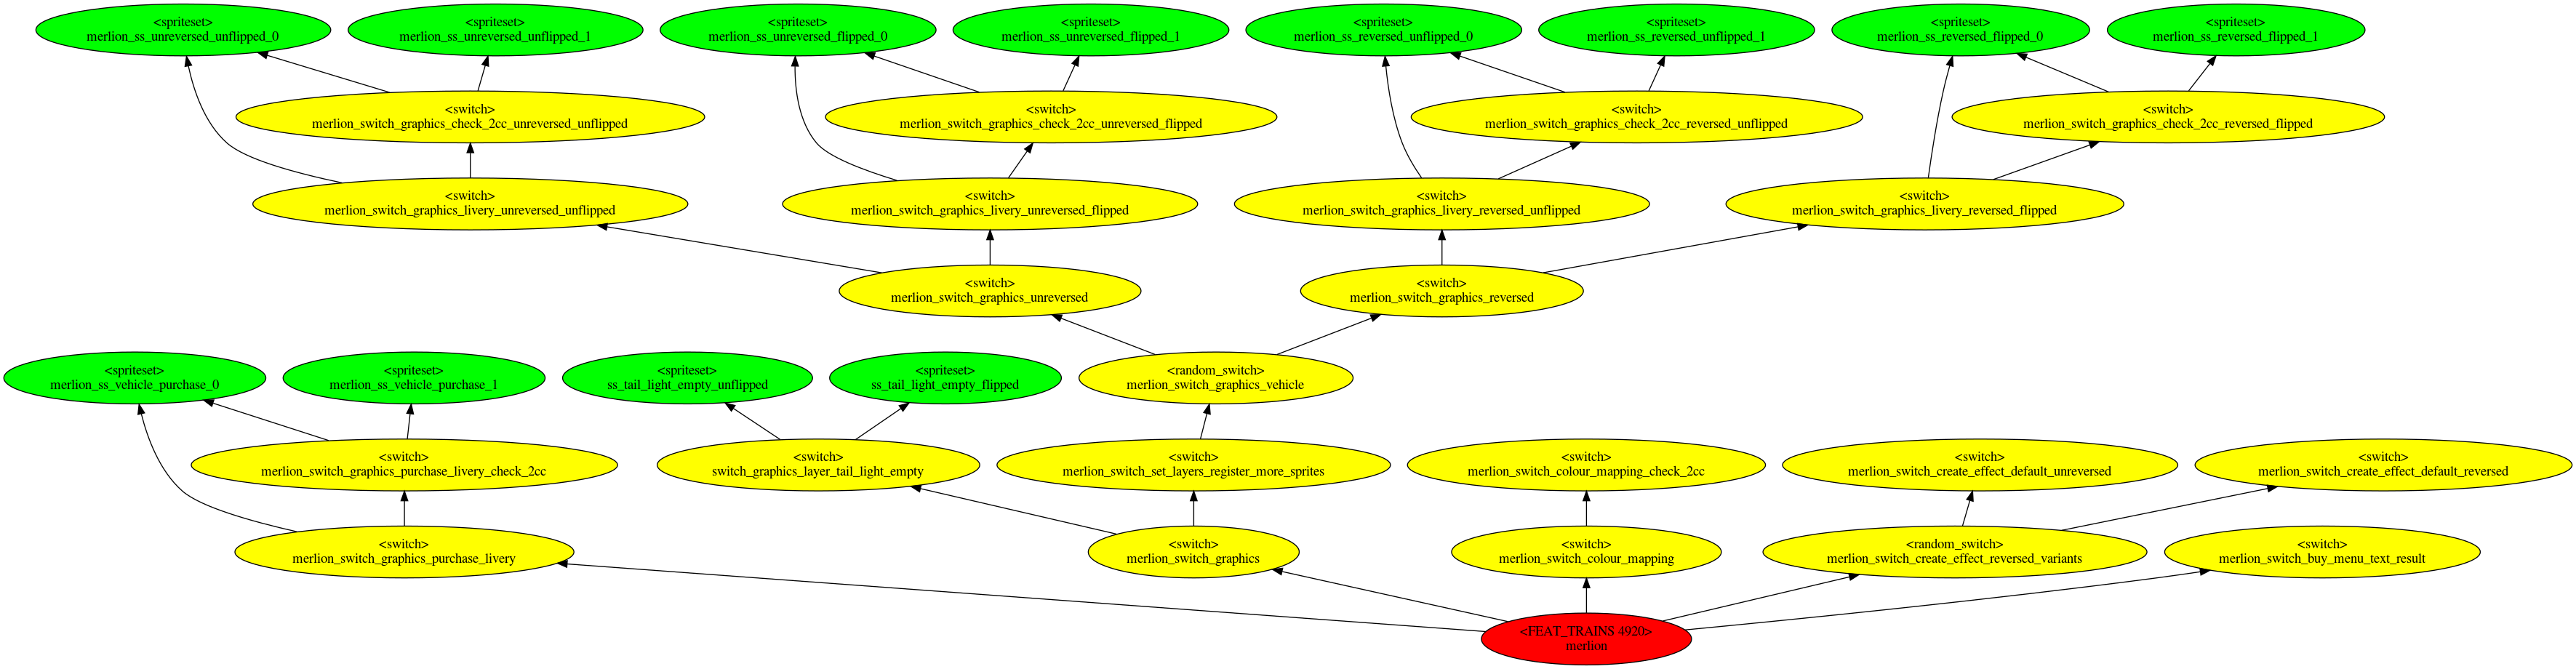 <spriteset>
merlion_ss_unreversed_unflipped_0
<spriteset>
merlion_ss_unreversed_unflipped_1
<spriteset>
merlion_ss_unreversed_flipped_0
<spriteset>
merlion_ss_unreversed_flipped_1
<spriteset>
merlion_ss_reversed_unflipped_0
<spriteset>
merlion_ss_reversed_unflipped_1
<spriteset>
merlion_ss_reversed_flipped_0
<spriteset>
merlion_ss_reversed_flipped_1
<switch>
merlion_switch_graphics_check_2cc_unreversed_unflipped
<switch>
merlion_switch_graphics_check_2cc_unreversed_flipped
<switch>
merlion_switch_graphics_check_2cc_reversed_unflipped
<switch>
merlion_switch_graphics_check_2cc_reversed_flipped
<switch>
merlion_switch_graphics_livery_unreversed_unflipped
<switch>
merlion_switch_graphics_livery_unreversed_flipped
<switch>
merlion_switch_graphics_livery_reversed_unflipped
<switch>
merlion_switch_graphics_livery_reversed_flipped
<switch>
merlion_switch_graphics_unreversed
<switch>
merlion_switch_graphics_reversed
<spriteset>
merlion_ss_vehicle_purchase_0
<spriteset>
merlion_ss_vehicle_purchase_1
<spriteset>
ss_tail_light_empty_unflipped
<spriteset>
ss_tail_light_empty_flipped
<random_switch>
merlion_switch_graphics_vehicle
<switch>
merlion_switch_graphics_purchase_livery_check_2cc
<switch>
switch_graphics_layer_tail_light_empty
<switch>
merlion_switch_set_layers_register_more_sprites
<switch>
merlion_switch_colour_mapping_check_2cc
<switch>
merlion_switch_create_effect_default_unreversed
<switch>
merlion_switch_create_effect_default_reversed
<switch>
merlion_switch_graphics_purchase_livery
<switch>
merlion_switch_graphics
<switch>
merlion_switch_colour_mapping
<random_switch>
merlion_switch_create_effect_reversed_variants
<switch>
merlion_switch_buy_menu_text_result
<FEAT_TRAINS 4920>
merlion